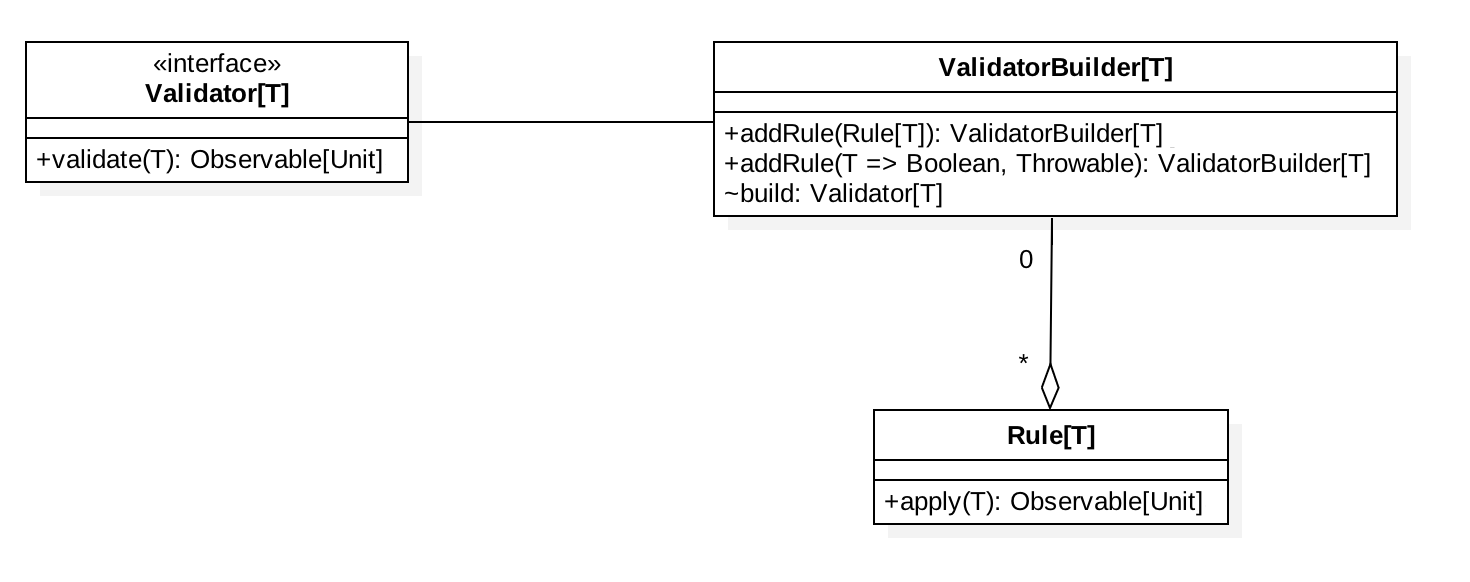 «interface»
Validator[T]
+validate(T): Observable[Unit]
ValidatorBuilder[T]
+addRule(Rule[T]): ValidatorBuilder[T]
+addRule(T => Boolean, Throwable): ValidatorBuilder[T]
~build: Validator[T]
0
*
Rule[T]
+apply(T): Observable[Unit]